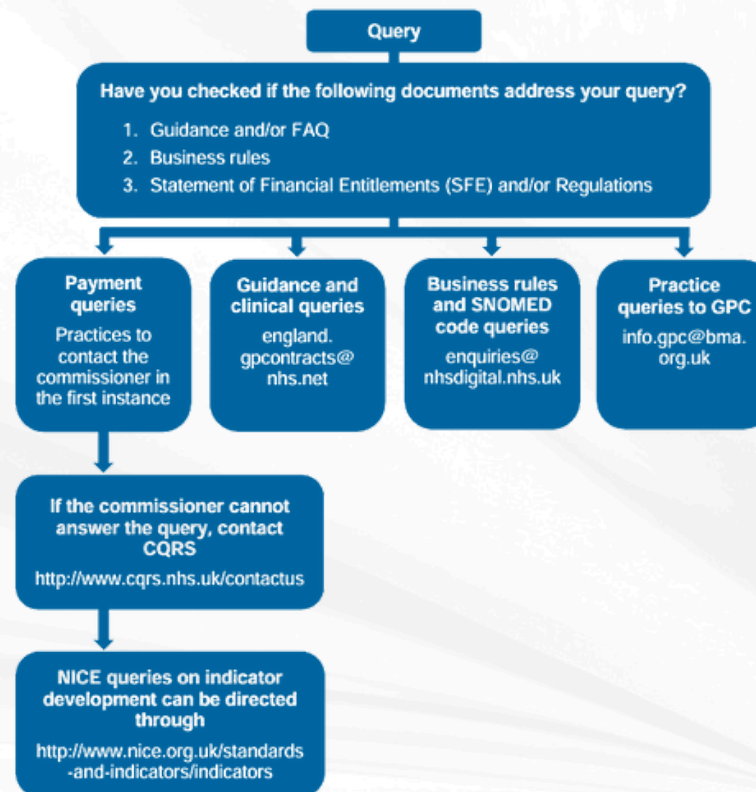 Query
Have you checked if the following documents address your query?
1. Guidance and/or FAQ
2. Business rules
3. Statement of Financial Entitlements (SFE) and/or Regulations
Payment
queries
Practices to
contact the
commissioner in
the first instance
Guidance and
clinical queries
england.
gpcontracts@
nhs.net
Business rules
and SNOMED
code queries
enquiries@
nhsdigital.nhs.uk
Practice
queries to GPC
info.gpc@bma.
org.uk
If the commissioner cannot
answer the query, contact
CQRS
http://www.cqrs.nhs.uk/contactus
NICE queries on indicator
development can be directed
through
http://www.nice.org.uk/standards
-and-indicators/indicators